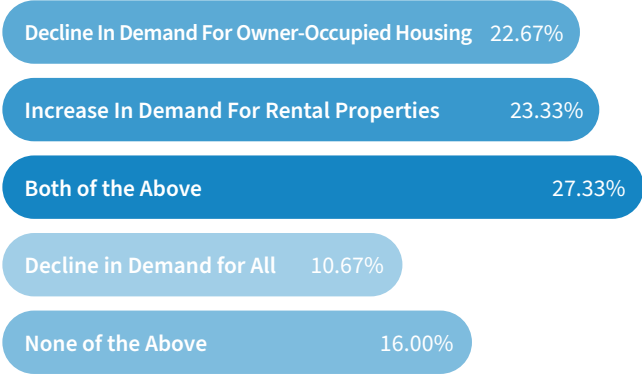 Decline In Demand For Owner-Occupied Housing 22.67%
Increase In Demand For Rental Properties 23.33%
Both of the Above 27.33%
Decline in Demand for All 10.67%
None of the Above 16.00%